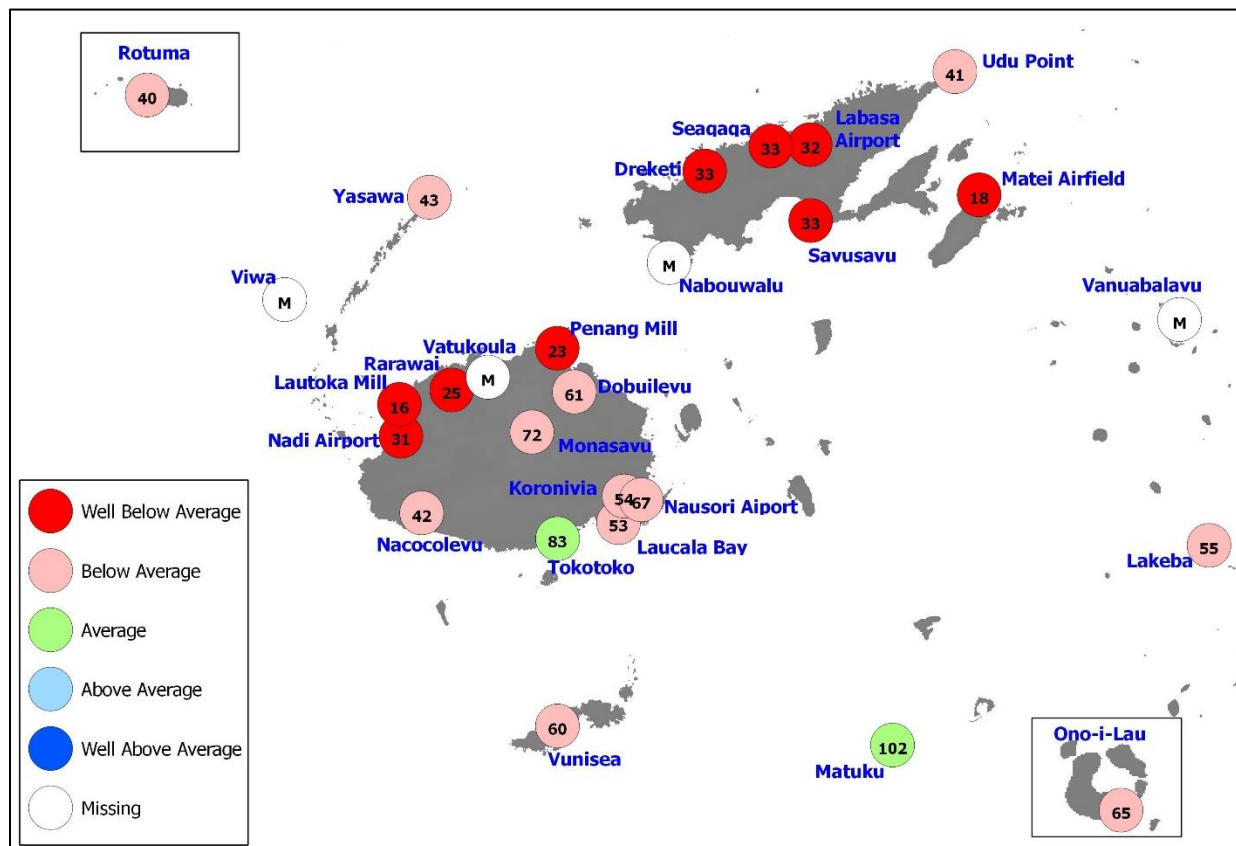 Rotuma
40
Udu Point
41
Labasa
Airport
Seaqaqa
33
32
Dreketi
33
Matei Airfield
18
Yasawa
43
33
Savusavu
Viwa
M
M
Nabouwalu
Vanuabalavu
M
Penang Mill
23
Vatukoula
M
Rarawai
25
Lautoka Mill
16
61
Dobuilevu
Nadi Airport
31
72
Monasavu
Koronivia
54
67
Nausori Aiport
42
Nacocolevu
53
Laucala Bay
83
Tokotoko
55
Lakeba
60
Vunisea
102
Matuku
Ono-i-Lau
65
Well Below Average
Below Average
Average
Above Average
Well Above Average
Missing